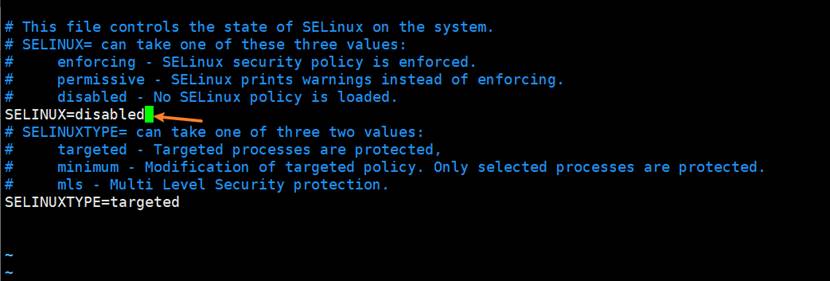 # This file controls the state of SELinux on the system.
# SELINUX= can take one of these three values:
#     enforcing - SELinux security policy is enforced.
#     permissive - SELinux prints warnings instead of enforcing.
#     disabled - No SELinux policy is loaded.
SELINUX=disabled
# SELINUXTYPE= can take one of three two values:
#     targeted - Targeted processes are protected,
#     minimum - Modification of targeted policy. Only selected processes are protected.
#     mls - Multi Level Security protection.
SELINUXTYPE=targeted
~
~